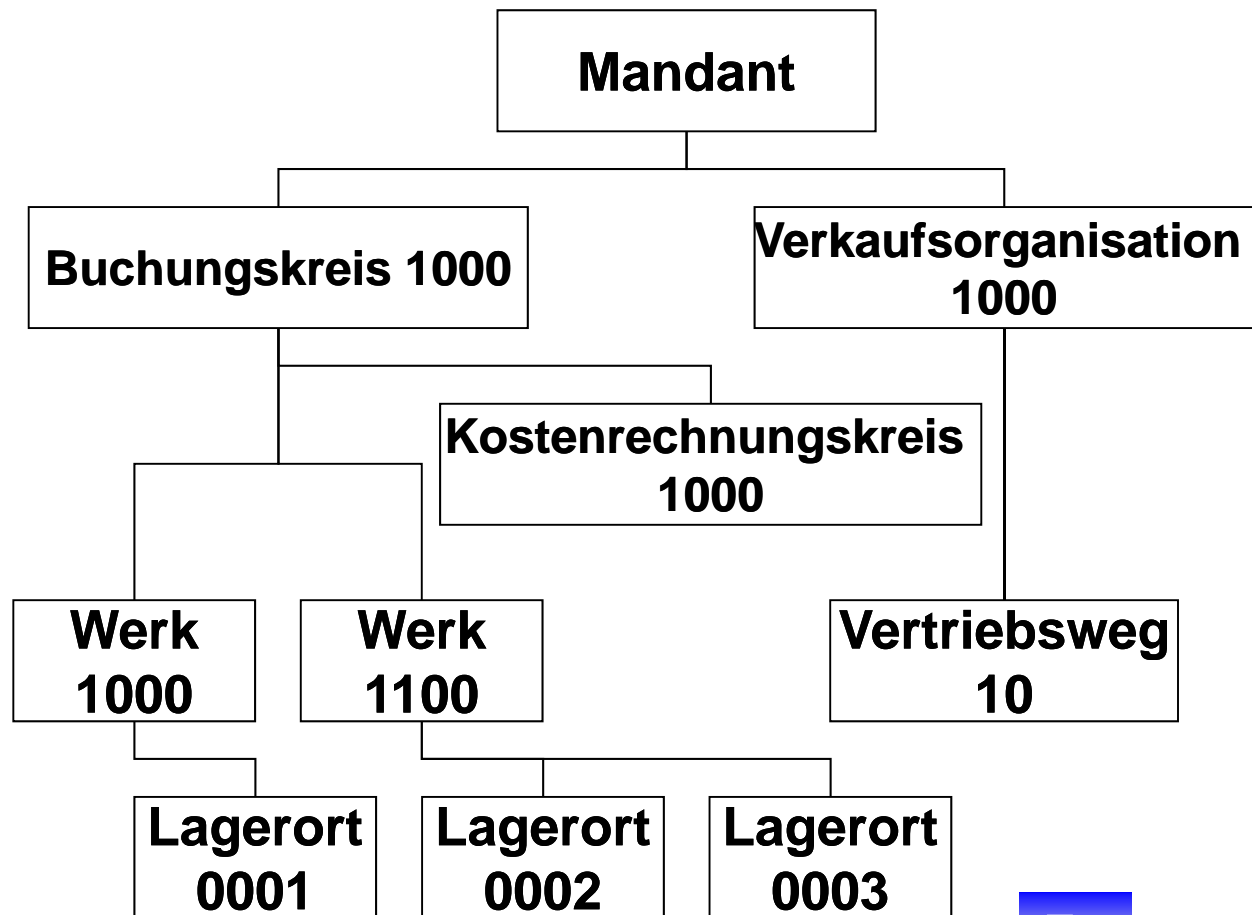 Mandant
Buchungskreis 1000
Verkaufsorganisation
1000
Kostenrechnungskreis
1000
Werk
1000
Werk
1100
Vertriebsweg
10
Lagerort
0001
Lagerort
0002
Lagerort
0003